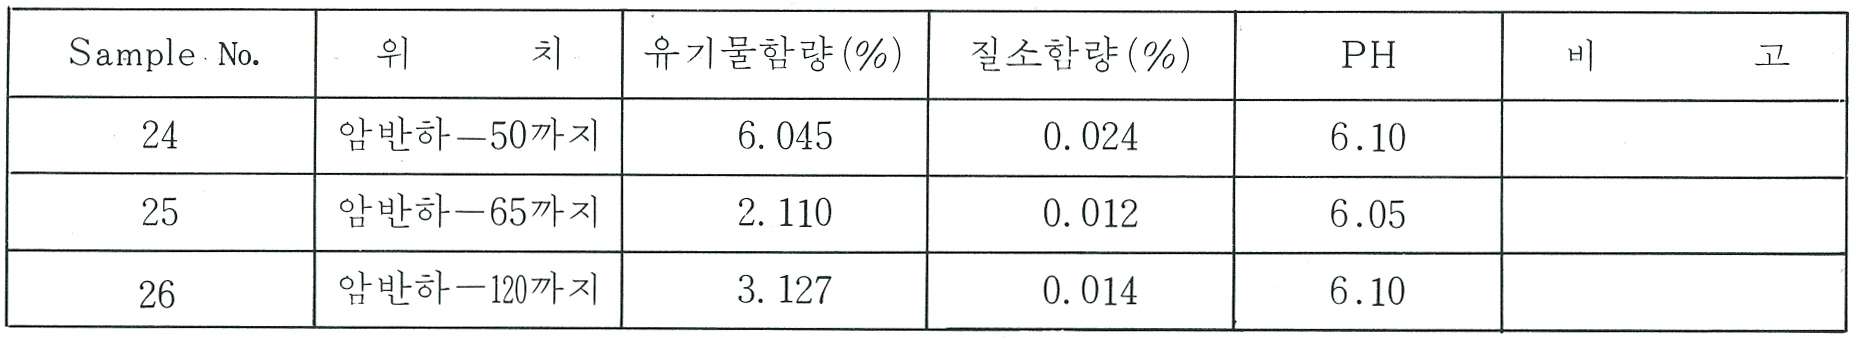 Sample No. 위 치 유기물함량(%) 질소함량(%) PH 비 고
24 암반하—50까지 6.045 0.024 6.10
25 암반하—65까지 2.110 0.012 6.05
26 암반하—120까지 3.127 0.014 6.10